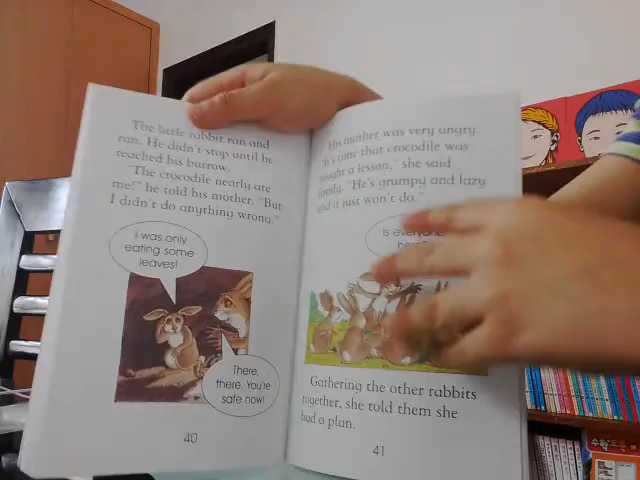 The little rabbit ran and
ran. He didn't stop until he
reached his burrow.
"The crocodile nearly ate
me!" he told his mother. "But
I didn't do anything wrong."
I was only
eating some
leaves!
There,
there. You're
safe now!
40
His mother was very angry.
"It's time that crocodile was
taught a lesson," she said
firmly. "He's grumpy and lazy
and it just won't do."
Is everyone
here?
Gathering the other rabbits
together, she told them she
had a plan.
41